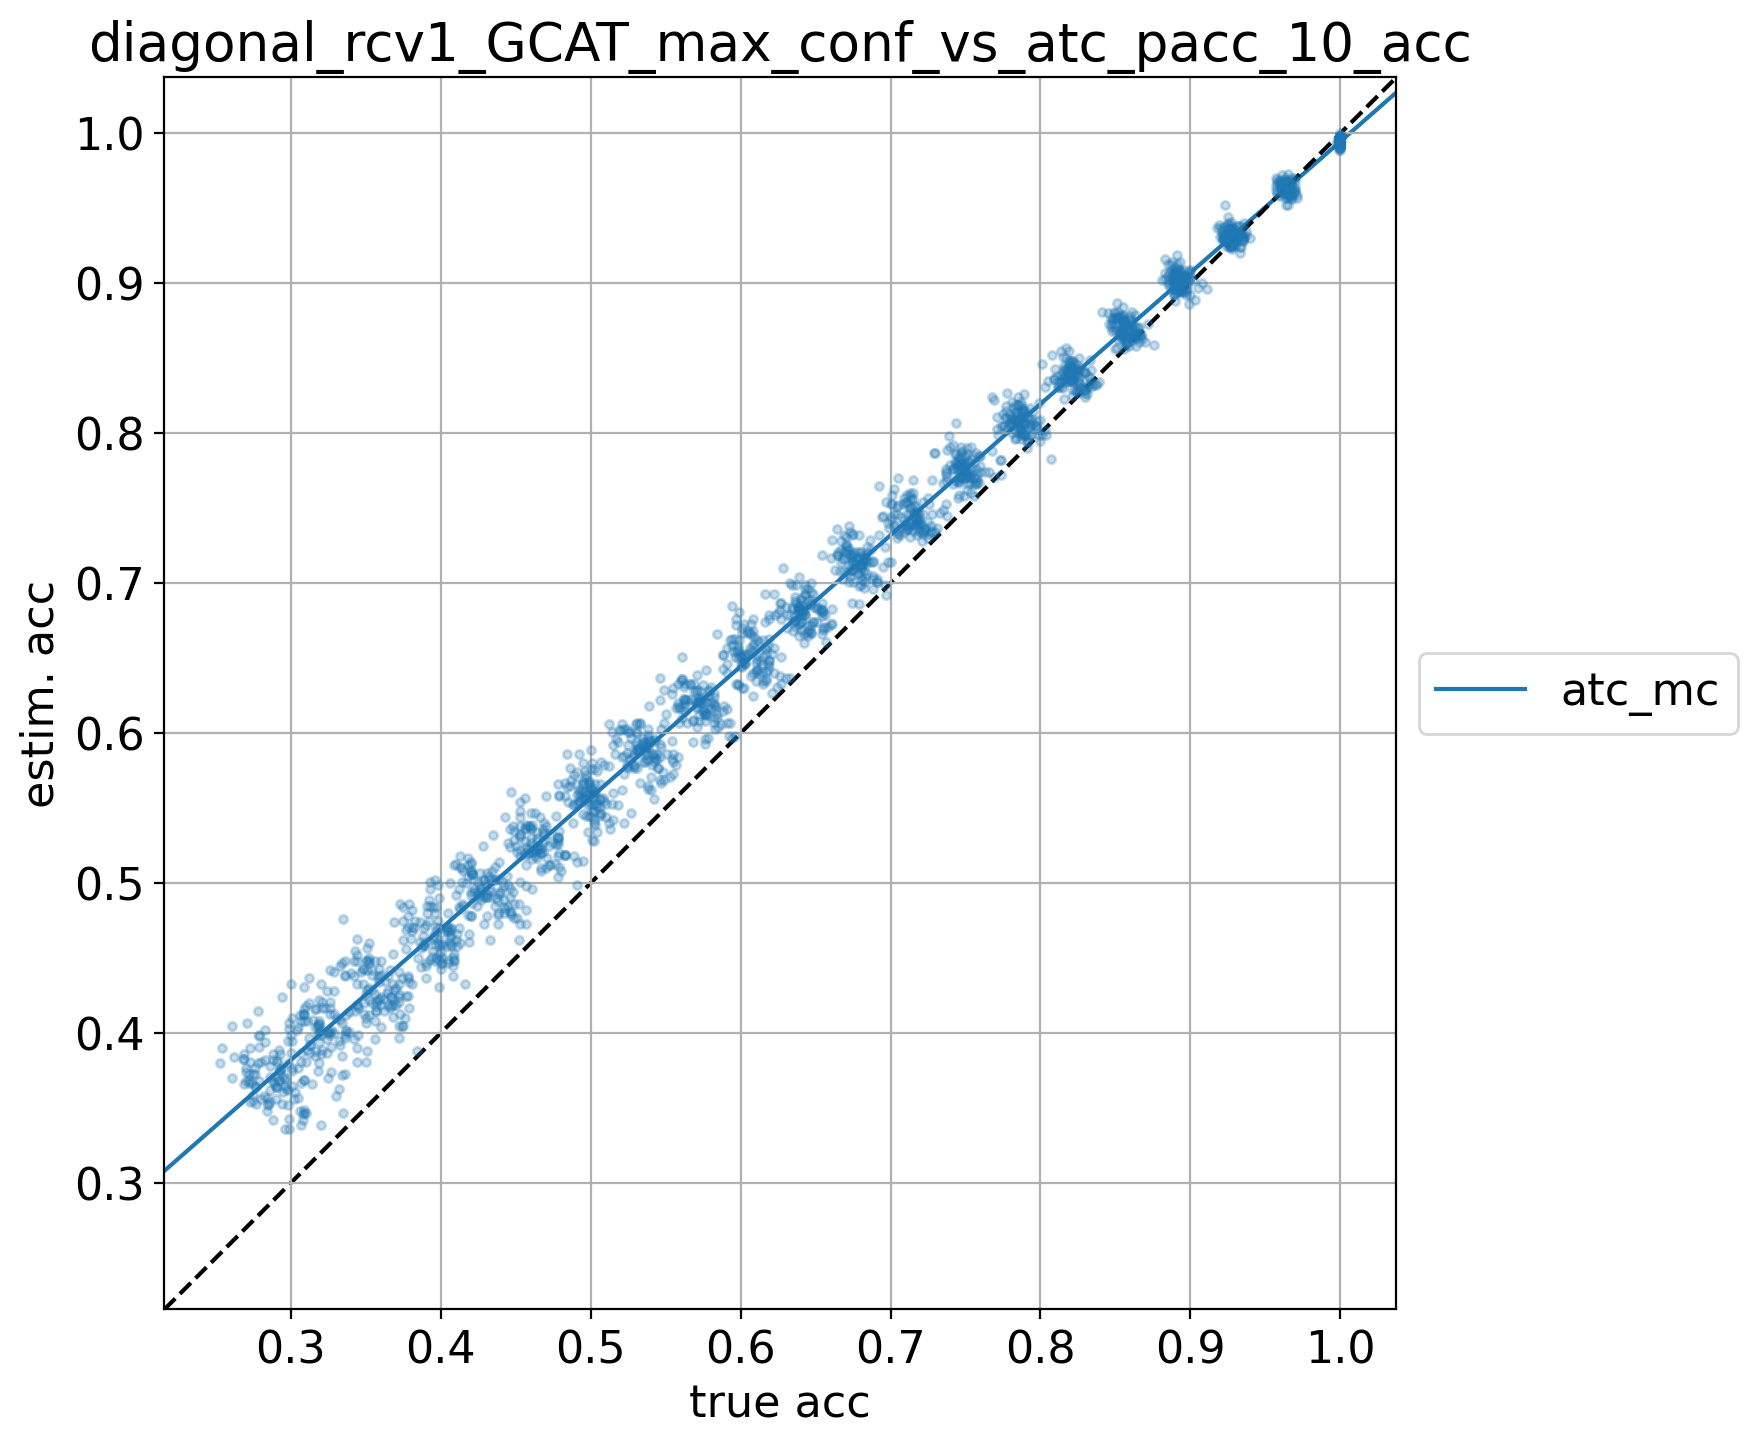 diagonal_rcv1_GCAT_max_conf_vs_atc_pacc_10_acc
1.0
0.9
0.8
0.7
0.6
0.5
0.4
0.3
estim. acc
0.3 0.4 0.5 0.6 0.7 0.8 0.9 1.0
true acc
atc_mc